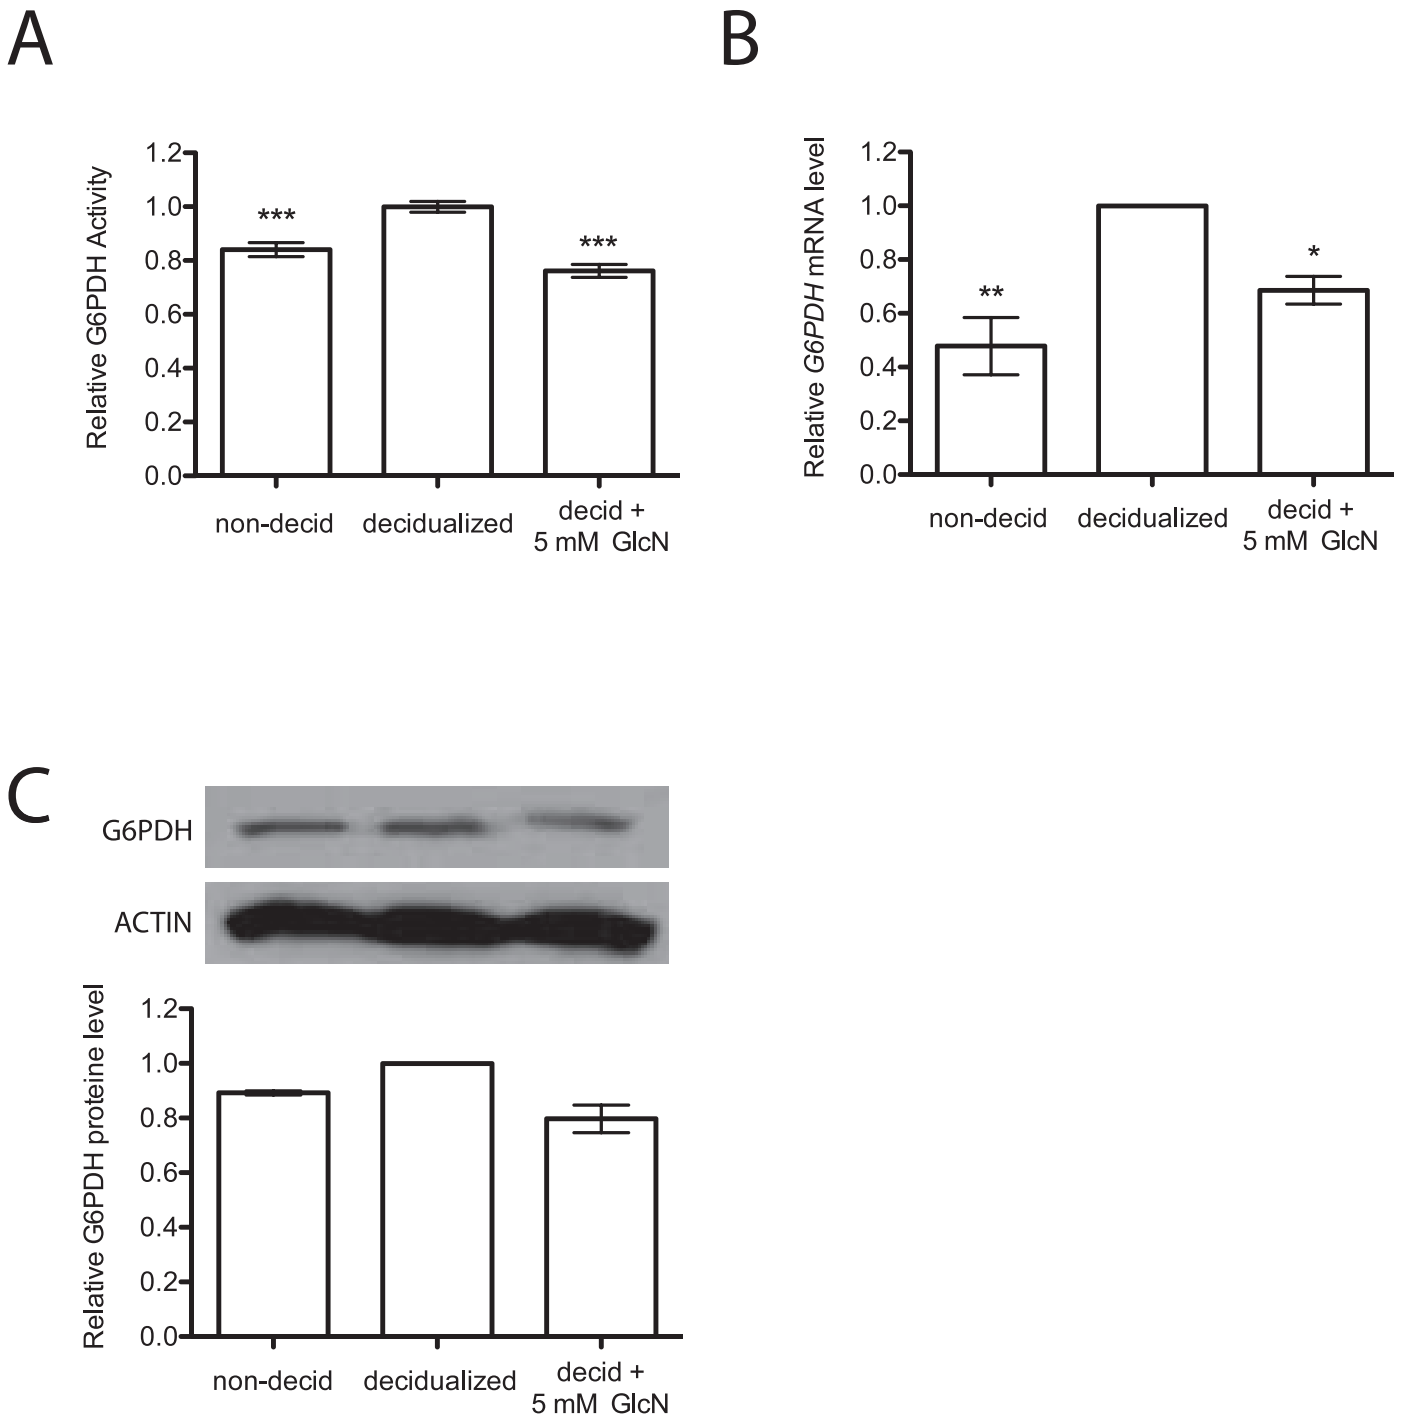 A
Relative G6PDH Activity
1.2
1.0
0.8
0.6
0.4
0.2
0.0
***
***
non-decid
decidualized
decid +
5 mM GlcN
B
Relative G6PDH mRNA level
1.2
1.0
0.8
0.6
0.4
0.2
0.0
**
*
non-decid
decidualized
decid +
5 mM GlcN
C
G6PDH
ACTIN
Relative G6PDH proteine level
1.2
1.0
0.8
0.6
0.4
0.2
0.0
non-decid
decidualized
decid +
5 mM GlcN